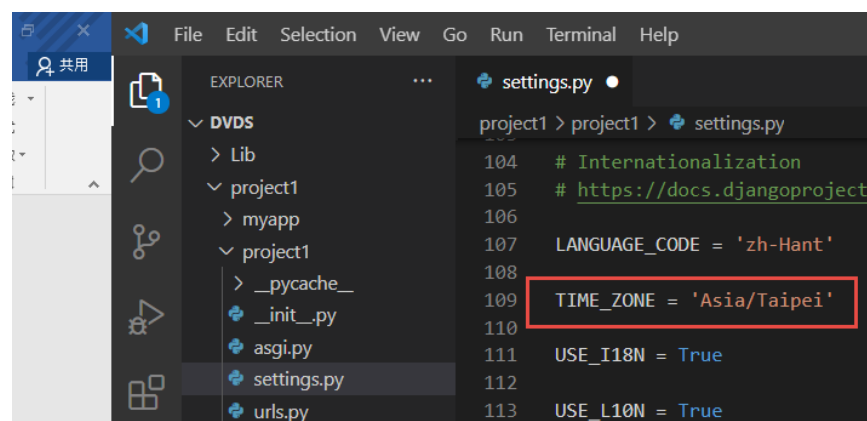 共用
File Edit Selection View Go Run Terminal Help
EXPLORER ...
1
DVDS
Lib
project1
myapp
project1
__pycache__
__init__.py
asgi.py
settings.py
urls.py
settings.py
project1 > project1 > settings.py
104 # Internationalization
105 # https://docs.djangoproject
106
107 LANGUAGE_CODE = 'zh-Hant'
108
109 TIME_ZONE = 'Asia/Taipei'
110
111 USE_I18N = True
112
113 USE_L10N = True